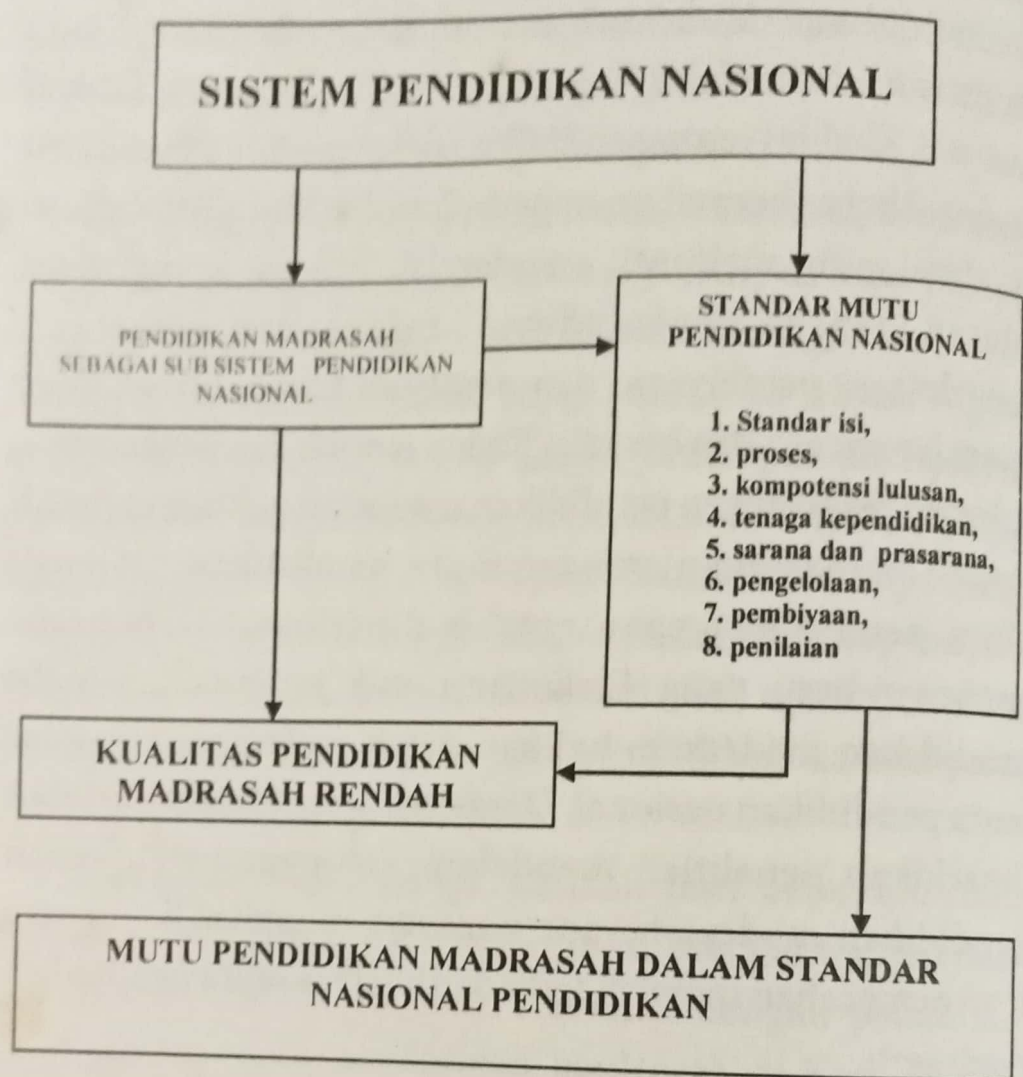 SISTEM PENDIDIKAN NASIONAL
PENDIDIKAN MADRASAH
SEBAGAI SUB SISTEM PENDIDIKAN
NASIONAL
STANDAR MUTU
PENDIDIKAN NASIONAL
1. Standar isi,
2. proses,
3. kompotensi lulusan,
4. tenaga kependidikan,
5. sarana dan prasarana,
6. pengelolaan,
7. pembiyaan,
8. penilaian
KUALITAS PENDIDIKAN
MADRASAH RENDAH
MUTU PENDIDIKAN MADRASAH DALAM STANDAR
NASIONAL PENDIDIKAN